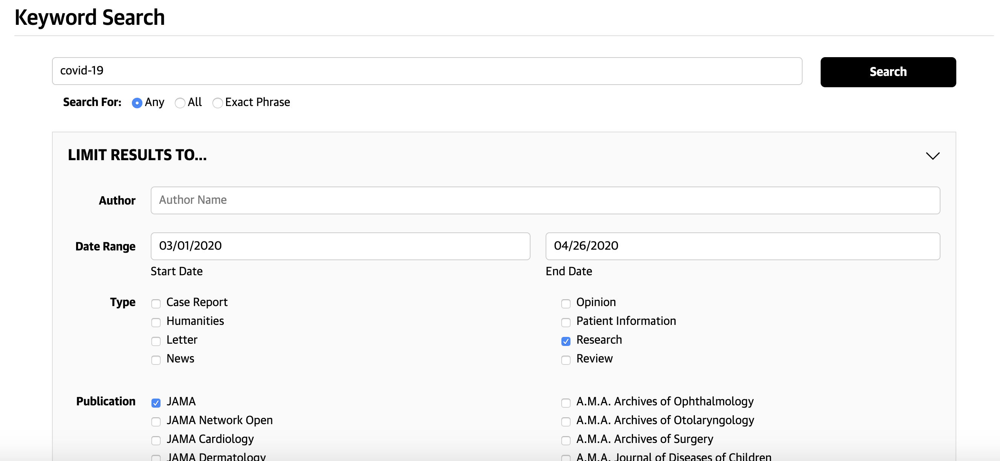 Keyword Search
covid-19
Search
Search For: Any All Exact Phrase
LIMIT RESULTS TO...
Author Author Name
Date Range 03/01/2020 04/26/2020
Start Date End Date
Type Case Report Opinion
Humanities Patient Information
Letter Research
News Review
Publication JAMA A.M.A. Archives of Ophthalmology
JAMA Network Open A.M.A. Archives of Otolaryngology
JAMA Cardiology A.M.A. Archives of Surgery
JAMA Dermatology A.M.A. Journal of Diseases of Children